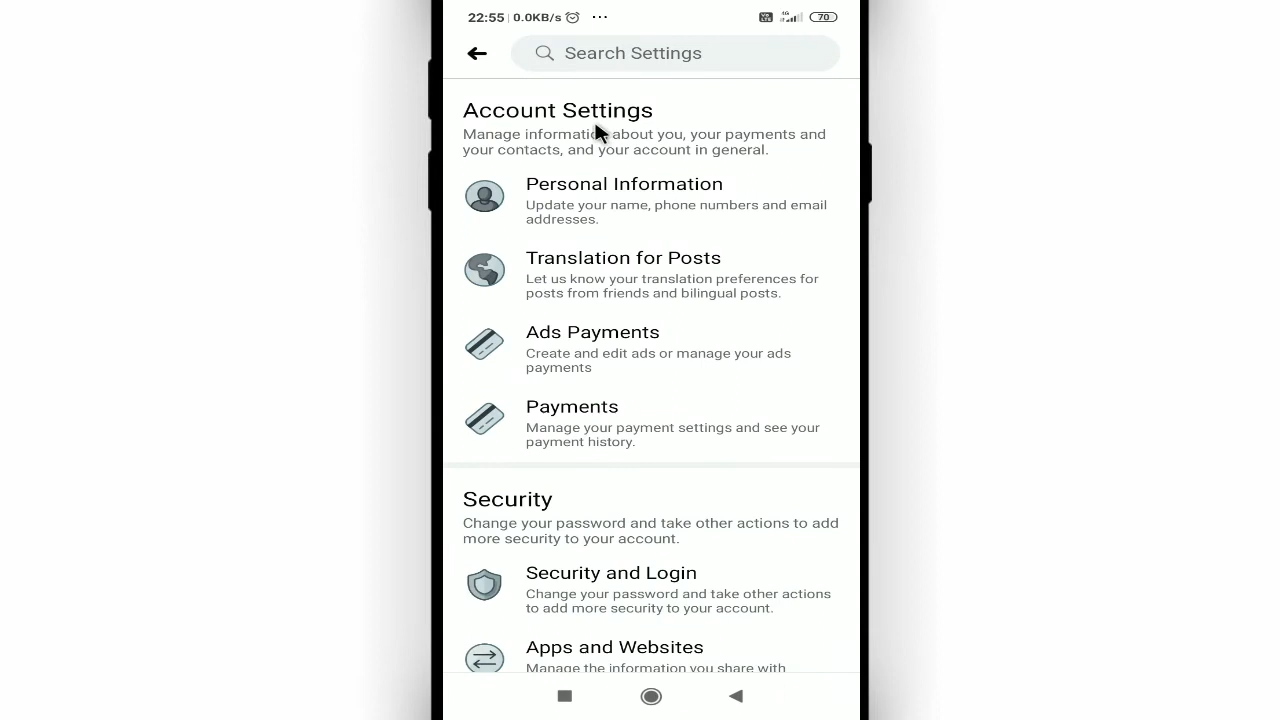 22:55 0.0KB/s ... Vo LTE 4G 70
Search Settings
Account Settings
Manage information about you, your payments and
your contacts, and your account in general.
Personal Information
Update your name, phone numbers and email
addresses.
Translation for Posts
Let us know your translation preferences for
posts from friends and bilingual posts.
Ads Payments
Create and edit ads or manage your ads
payments
Payments
Manage your payment settings and see your
payment history.
Security
Change your password and take other actions to add
more security to your account.
Security and Login
Change your password and take other actions
to add more security to your account.
Apps and Websites
Manage the information you share with